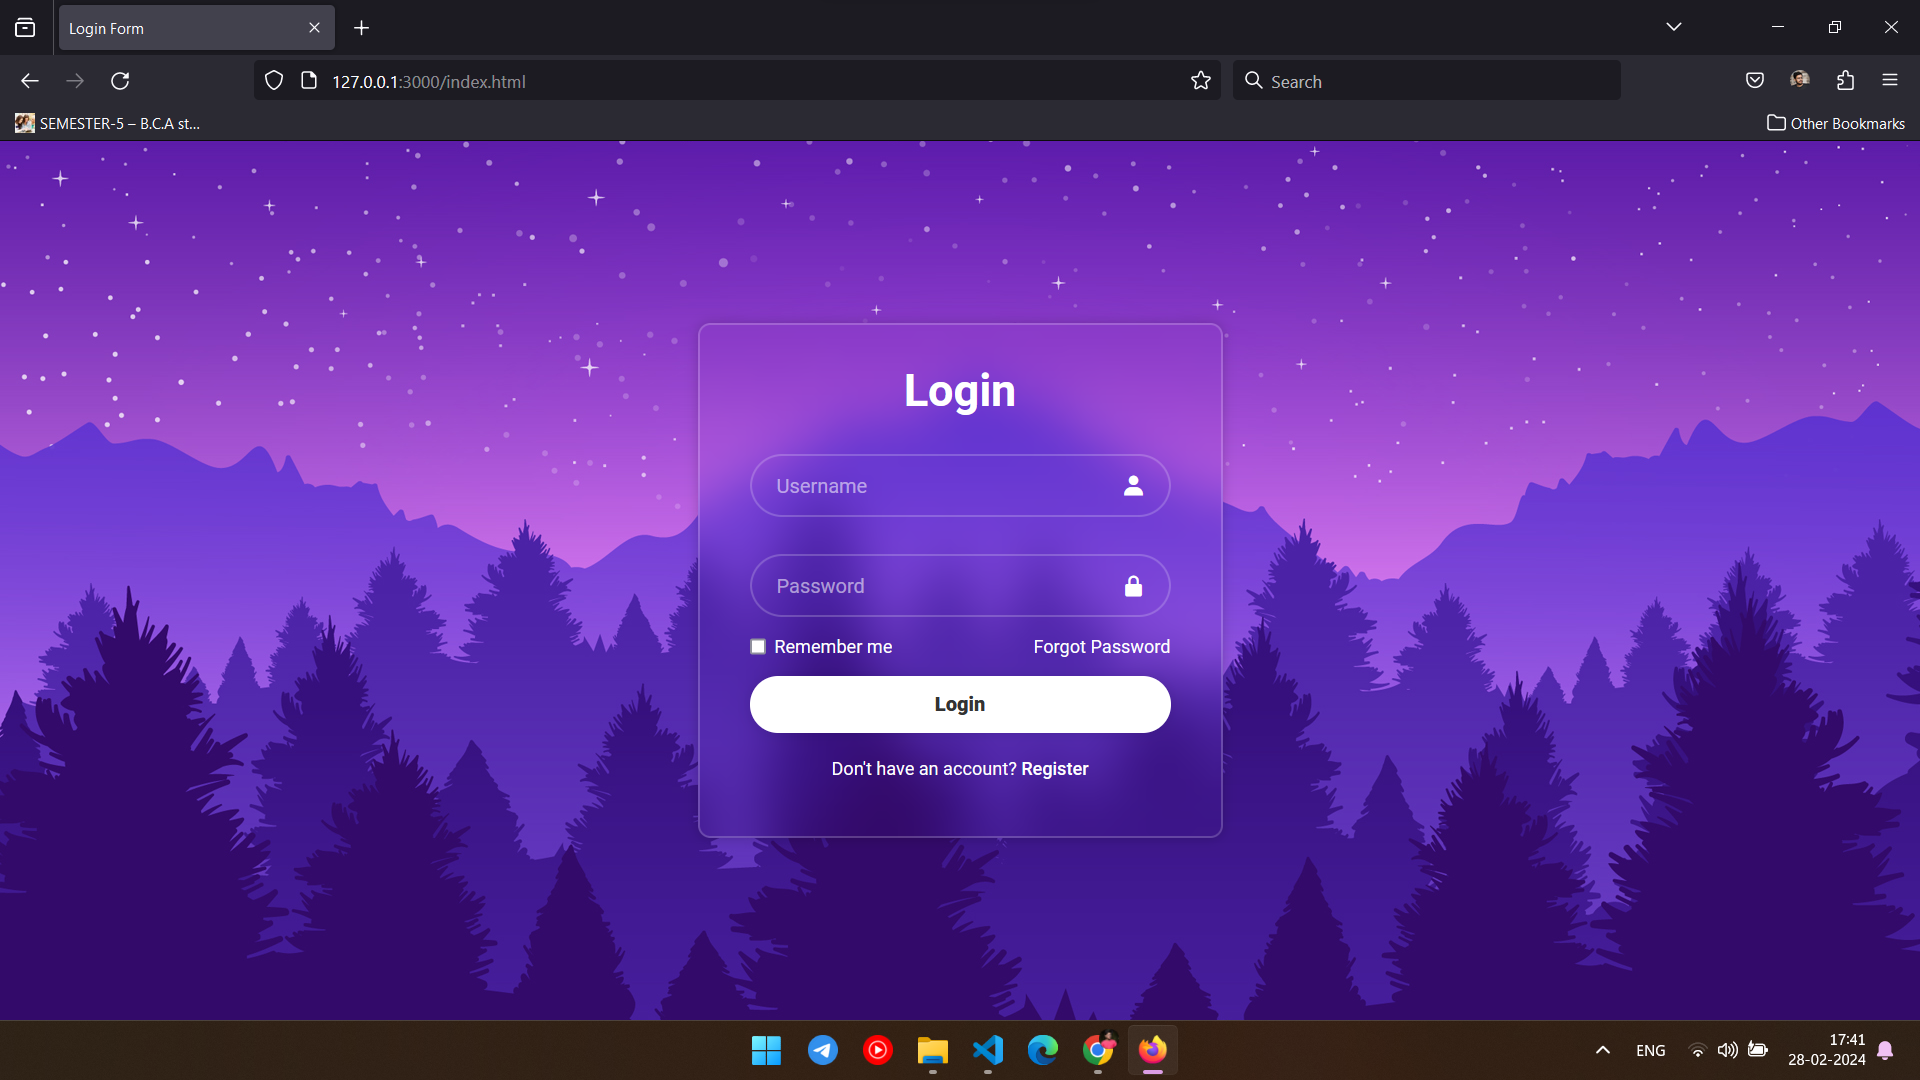 Login Form
127.0.0.1:3000/index.html
Search
SEMESTER-5 – B.C.A st...
Other Bookmarks
Login
Username
Password
Remember me
Forgot Password
Login
Don't have an account? Register
ENG
17:41
28-02-2024